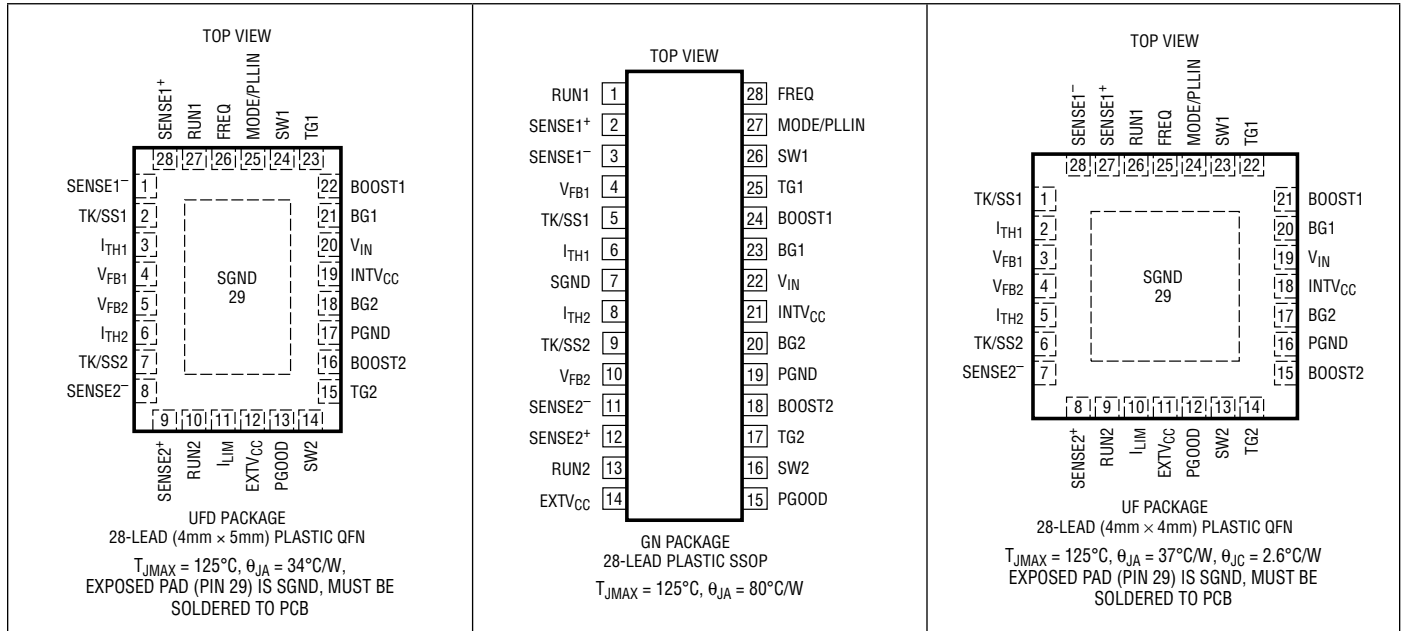 TOP VIEW
SENSE1+
RUN1
FREQ
MODE/PLLIN
SW1
TG1
28 27 26 25 24 23
SENSE1– 1
TK/SS1 2
ITH1 3
VFB1 4
VFB2 5
ITH2 6
TK/SS2 7
SENSE2– 8
22 BOOST1
21 BG1
20 VIN
19 INTVCC
18 BG2
17 PGND
16 BOOST2
15 TG2
SGND
29
9 10 11 12 13 14
SENSE2+
RUN2
ILIM
EXTVCC
PGOOD
SW2
UFD PACKAGE
28-LEAD (4mm × 5mm) PLASTIC QFN
TJMAX = 125°C, θJA = 34°C/W,
EXPOSED PAD (PIN 29) IS SGND, MUST BE
SOLDERED TO PCB
TOP VIEW
RUN1 1
SENSE1+ 2
SENSE1– 3
VFB1 4
TK/SS1 5
ITH1 6
SGND 7
ITH2 8
TK/SS2 9
VFB2 10
SENSE2– 11
SENSE2+ 12
RUN2 13
EXTVCC 14
28 FREQ
27 MODE/PLLIN
26 SW1
25 TG1
24 BOOST1
23 BG1
22 VIN
21 INTVCC
20 BG2
19 PGND
18 BOOST2
17 TG2
16 SW2
15 PGOOD
GN PACKAGE
28-LEAD PLASTIC SSOP
TJMAX = 125°C, θJA = 80°C/W
TOP VIEW
SENSE1–
SENSE1+
RUN1
FREQ
MODE/PLLIN
SW1
TG1
28 27 26 25 24 23 22
TK/SS1 1
ITH1 2
VFB1 3
VFB2 4
ITH2 5
TK/SS2 6
SENSE2– 7
21 BOOST1
20 BG1
19 VIN
18 INTVCC
17 BG2
16 PGND
15 BOOST2
SGND
29
8 9 10 11 12 13 14
SENSE2+
RUN2
ILIM
EXTVCC
PGOOD
SW2
TG2
UF PACKAGE
28-LEAD (4mm × 4mm) PLASTIC QFN
TJMAX = 125°C, θJA = 37°C/W, θJC = 2.6°C/W
EXPOSED PAD (PIN 29) IS SGND, MUST BE
SOLDERED TO PCB